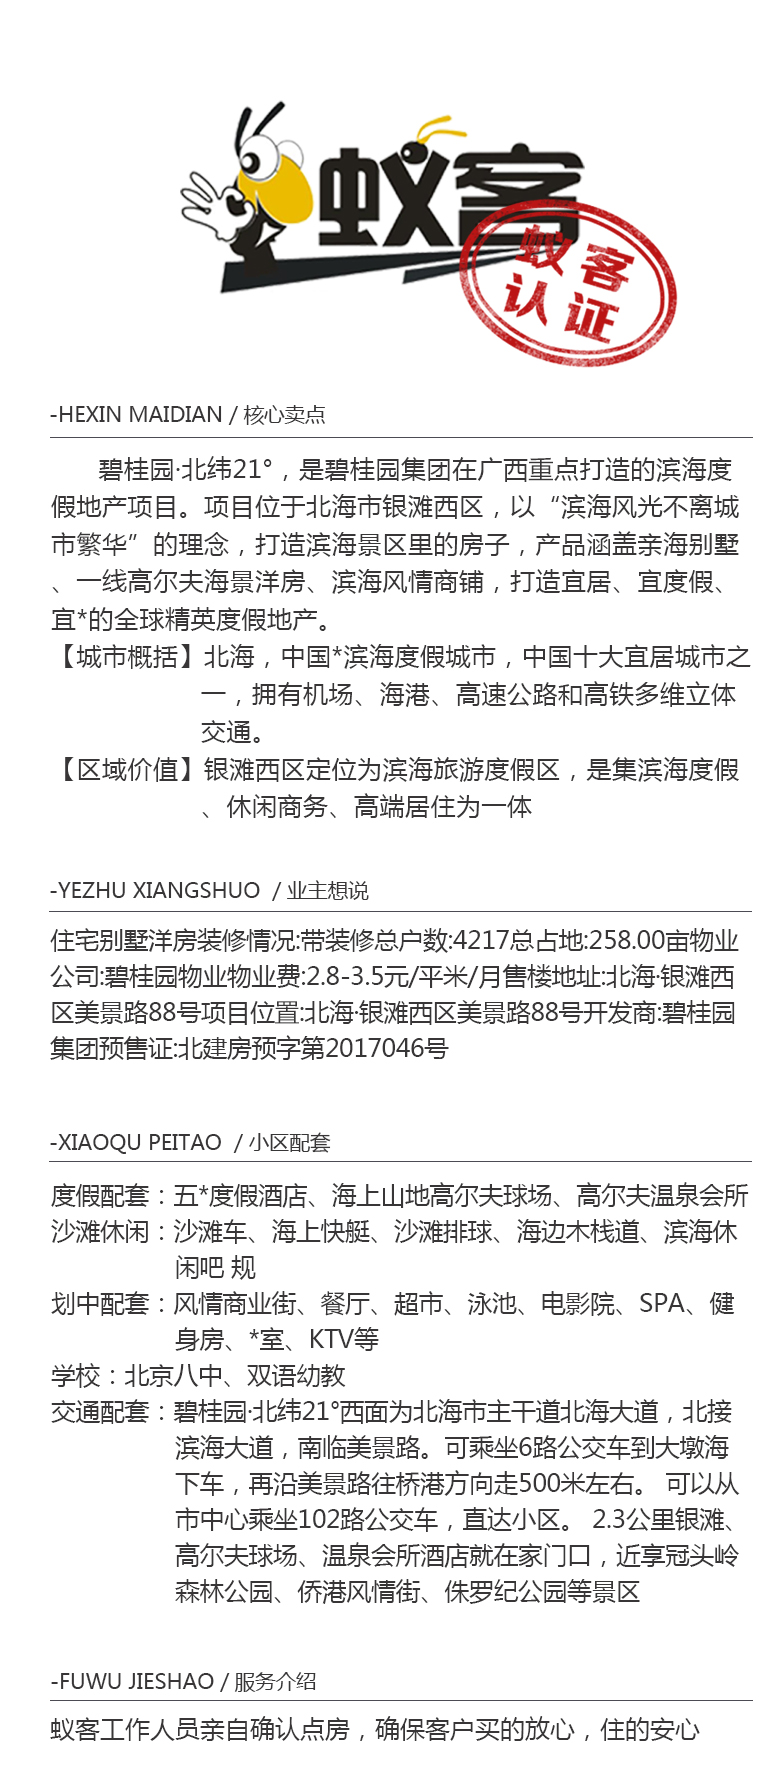 蚁客
蚁客
认证
-HEXIN MAIDIAN / 核心卖点
碧桂园·北纬21°，是碧桂园集团在广西重点打造的滨海度
假地产项目。项目位于北海市银滩西区，以“滨海风光不离城
市繁华”的理念，打造滨海景区里的房子，产品涵盖亲海别墅
、一线高尔夫海景洋房、滨海风情商铺，打造宜居、宜度假、
宜*的全球精英度假地产。
【城市概括】北海，中国*滨海度假城市，中国十大宜居城市之
一，拥有机场、海港、高速公路和高铁多维立体
交通。
【区域价值】银滩西区定位为滨海旅游度假区，是集滨海度假
、休闲商务、高端居住为一体
-YEZHU XIANGSHUO / 业主想说
住宅别墅洋房装修情况:带装修总户数:4217总占地:258.00亩物业
公司:碧桂园物业物业费:2.8-3.5元/平米/月售楼地址:北海·银滩西
区美景路88号项目位置:北海·银滩西区美景路88号开发商:碧桂园
集团预售证:北建房预字第2017046号
-XIAOQU PEITAO / 小区配套
度假配套：五*度假酒店、海上山地高尔夫球场、高尔夫温泉会所
沙滩休闲：沙滩车、海上快艇、沙滩排球、海边木栈道、滨海休
闲吧 规
划中配套：风情商业街、餐厅、超市、泳池、电影院、SPA、健
身房、*室、KTV等
学校：北京八中、双语幼教
交通配套：碧桂园·北纬21°西面为北海市主干道北海大道，北接
滨海大道，南临美景路。可乘坐6路公交车到大墩海
下车，再沿美景路往桥港方向走500米左右。 可以从
市中心乘坐102路公交车，直达小区。 2.3公里银滩、
高尔夫球场、温泉会所酒店就在家门口，近享冠头岭
森林公园、侨港风情街、侏罗纪公园等景区
-FUWU JIESHAO / 服务介绍
蚁客工作人员亲自确认点房，确保客户买的放心，住的安心